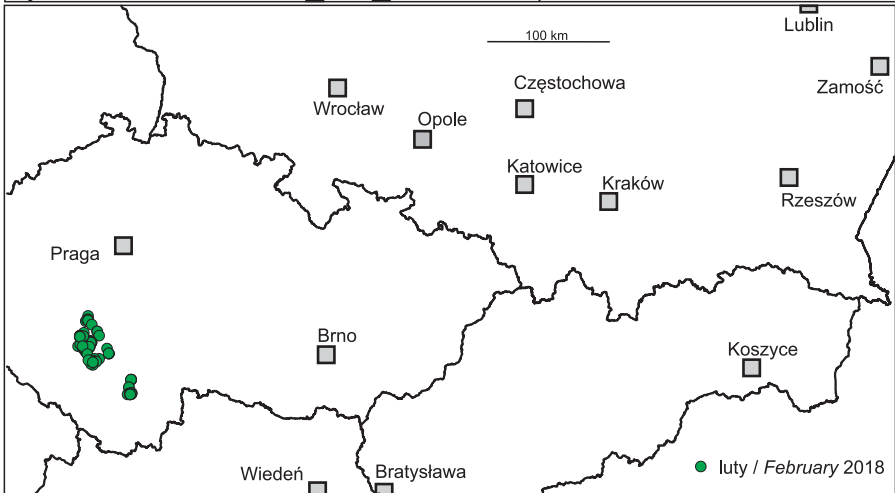 100 km
Lublin
Zamość
Częstochowa
Wrocław
Opole
Katowice
Kraków
Rzeszów
Praga
Brno
Koszyce
luty / February 2018
Wiedeń
Bratysława